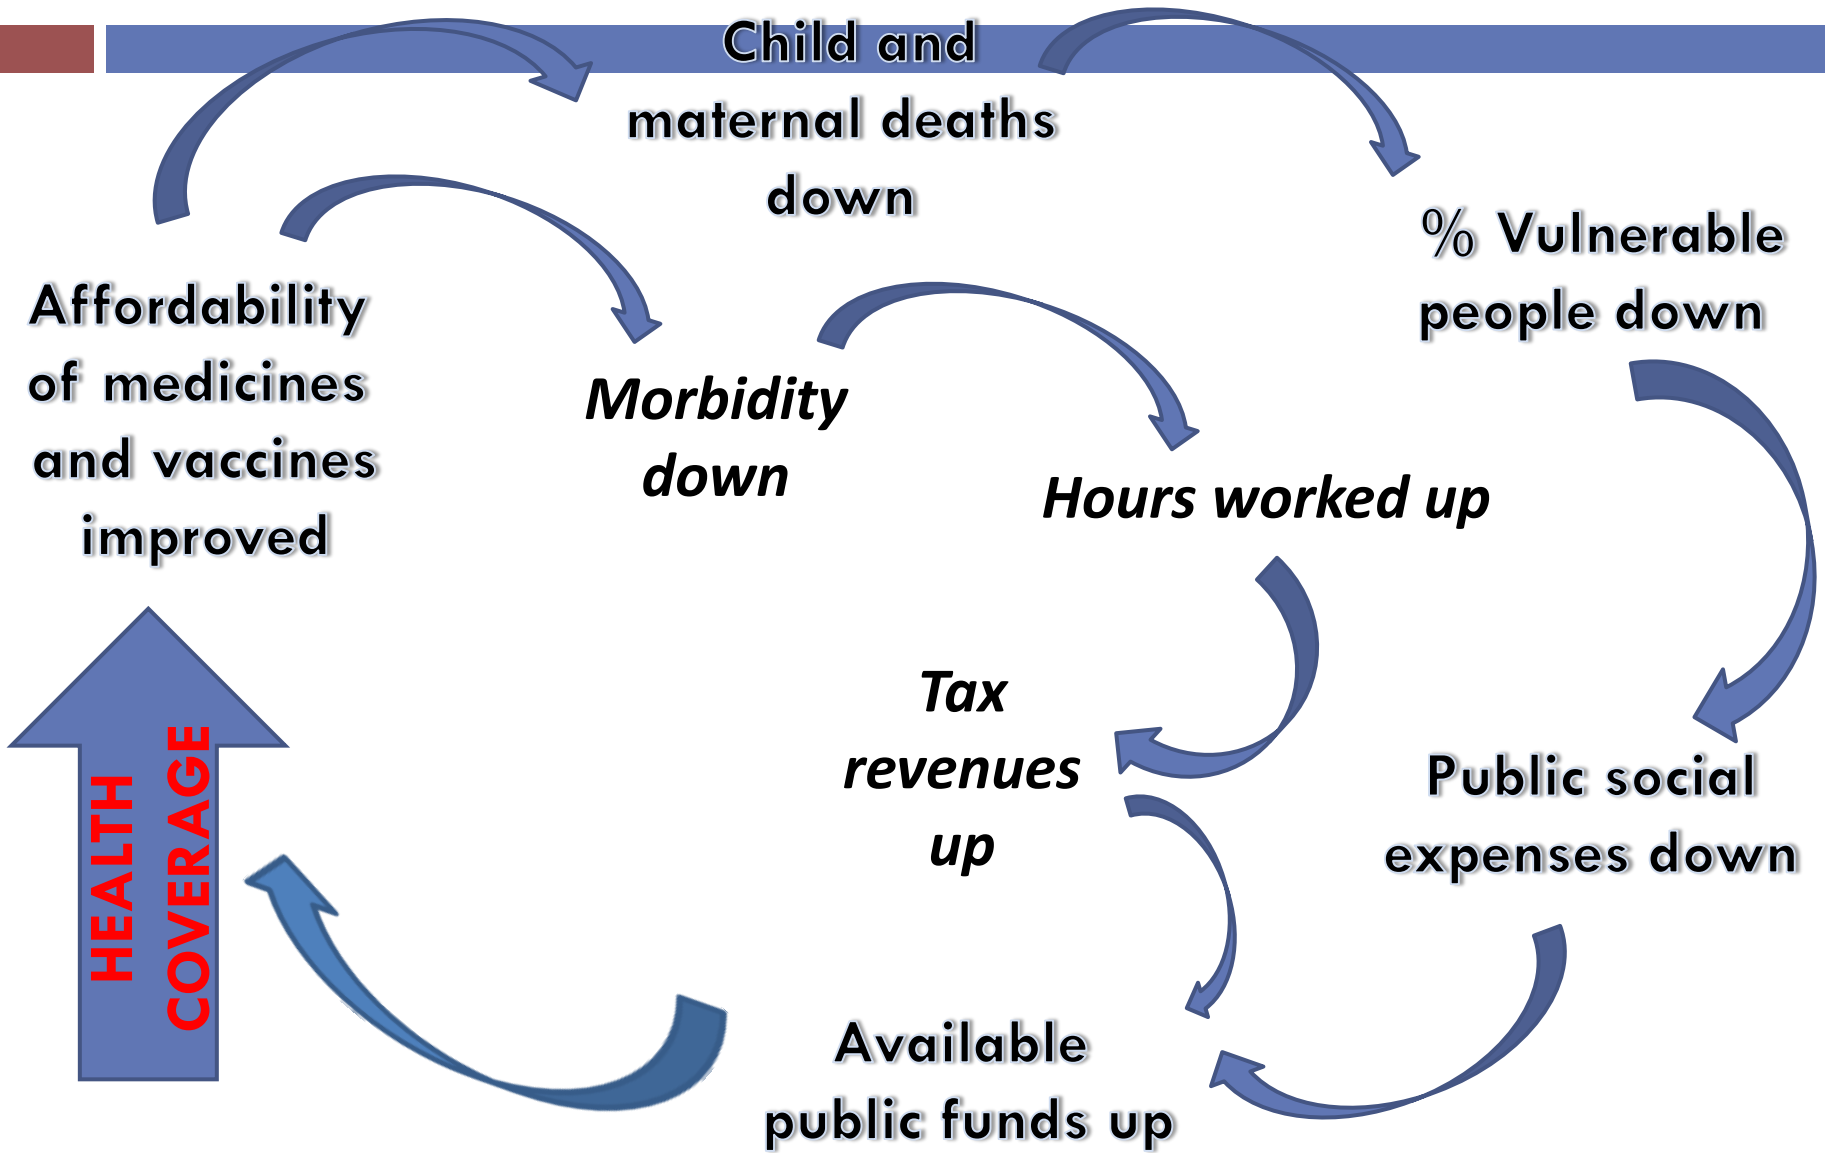 Child and
maternal deaths
down
% Vulnerable
people down
Affordability
of medicines
and vaccines
improved
Morbidity
down
Hours worked up
Tax
revenues
up
Public social
expenses down
HEALTH
COVERAGE
Available
public funds up